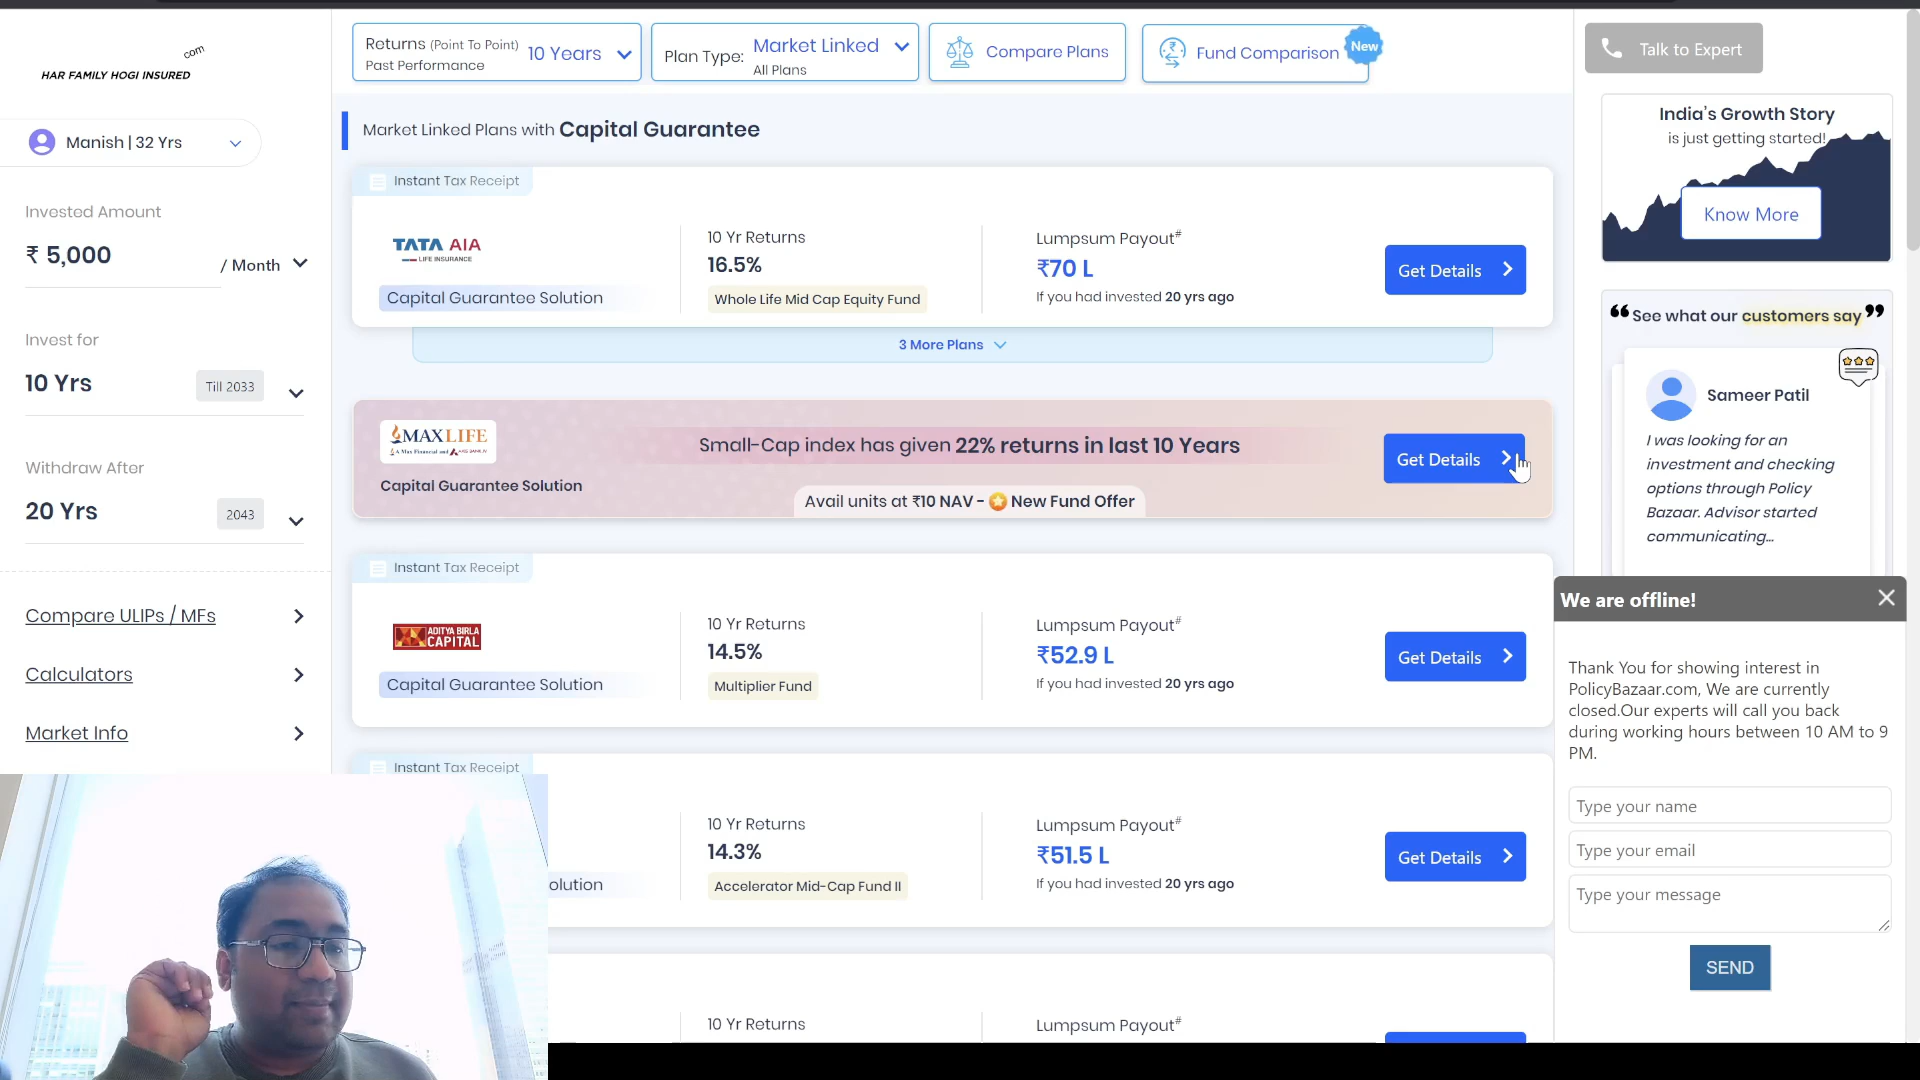 com
HAR FAMILY HOGI INSURED
Manish | 32 Yrs
Invested Amount
₹ 5,000
/ Month
Invest for
10 Yrs
Till 2033
Withdraw After
20 Yrs
2043
Compare ULIPs / MFs
Calculators
Market Info
Returns (Point To Point)
Past Performance
10 Years
Plan Type:
Market Linked
All Plans
Compare Plans
Fund Comparison
New
Market Linked Plans with Capital Guarantee
Instant Tax Receipt
TATA AIA
LIFE INSURANCE
Capital Guarantee Solution
10 Yr Returns
16.5%
Whole Life Mid Cap Equity Fund
Lumpsum Payout#
₹70 L
If you had invested 20 yrs ago
Get Details
3 More Plans
MAX LIFE
Capital Guarantee Solution
Small-Cap index has given 22% returns in last 10 Years
Avail units at ₹10 NAV - New Fund Offer
Get Details
Instant Tax Receipt
ADITYA BIRLA
CAPITAL
Capital Guarantee Solution
10 Yr Returns
14.5%
Multiplier Fund
Lumpsum Payout#
₹52.9 L
If you had invested 20 yrs ago
Get Details
Instant Tax Receipt
olution
10 Yr Returns
14.3%
Accelerator Mid-Cap Fund II
Lumpsum Payout#
₹51.5 L
If you had invested 20 yrs ago
Get Details
10 Yr Returns
Lumpsum Payout#
Talk to Expert
India's Growth Story
is just getting started!
Know More
❝ See what our customers say ❞
Sameer Patil
I was looking for an
investment and checking
options through Policy
Bazaar. Advisor started
communicating...
We are offline!
Thank You for showing interest in
PolicyBazaar.com, We are currently
closed.Our experts will call you back
during working hours between 10 AM to 9
PM.
Type your name
Type your email
Type your message
SEND